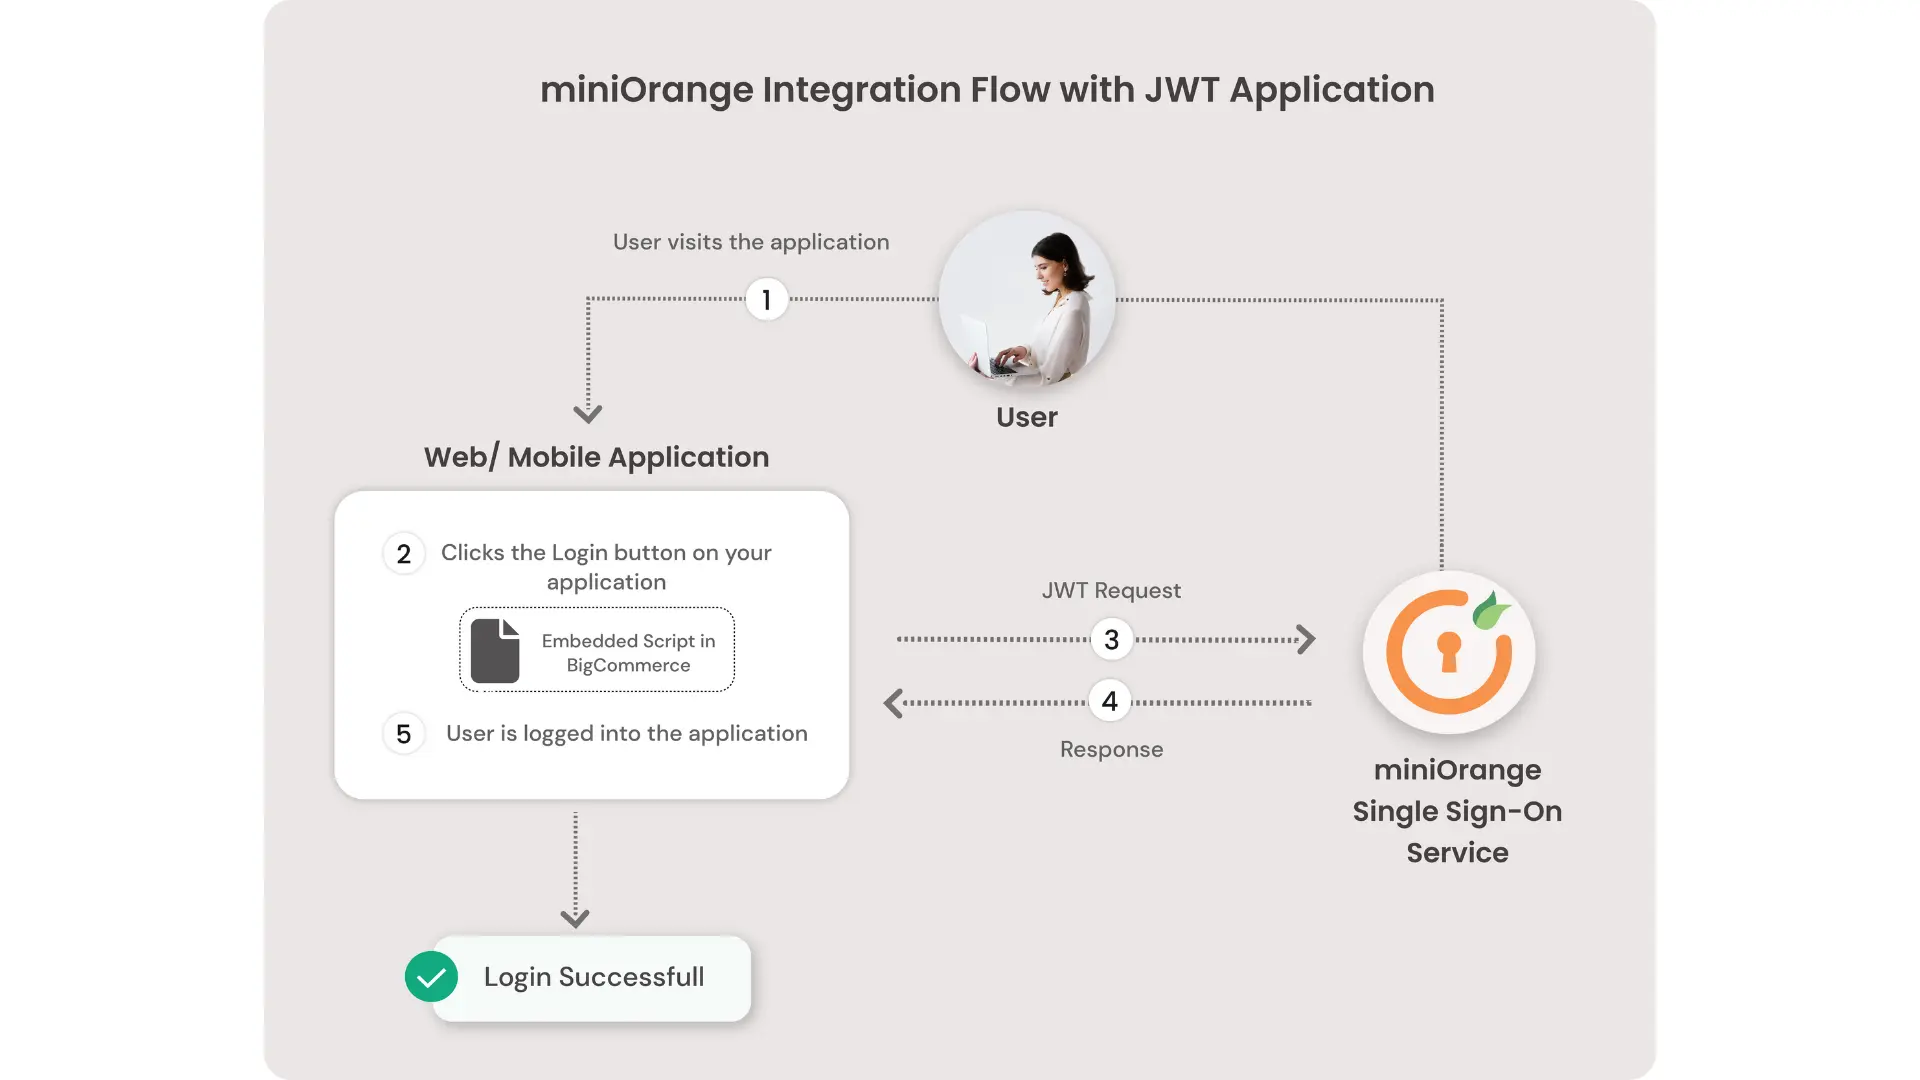 miniOrange Integration Flow with JWT Application
User visits the application
1
User
Web/ Mobile Application
2
Clicks the Login button on your
application
Embedded Script in
BigCommerce
5
User is logged into the application
JWT Request
3
4
Response
miniOrange
Single Sign-On
Service
Login Successfull